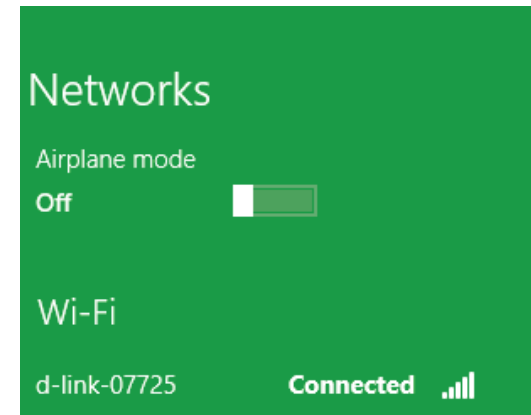 Networks
Airplane mode
Off
Wi-Fi
d-link-07725 Connected